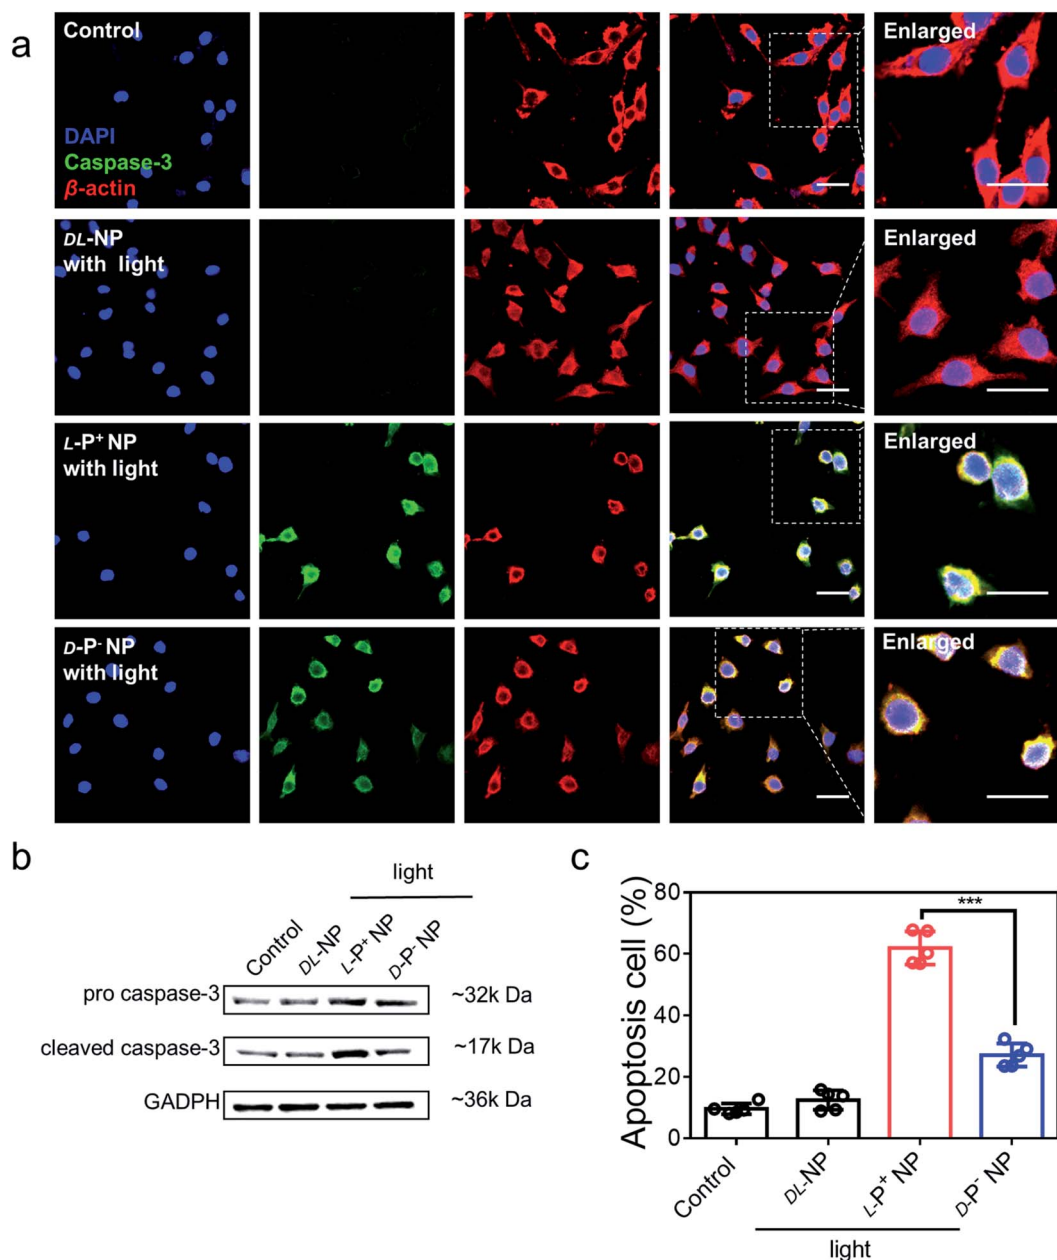 a
Control
DAPI
Caspase-3
β-actin
Enlarged
DL-NP
with light
Enlarged
L-P⁺ NP
with light
Enlarged
D-P⁻ NP
with light
Enlarged
b
light
Control
DL-NP
L-P⁺ NP
D-P⁻ NP
pro caspase-3
~32k Da
cleaved caspase-3
~17k Da
GADPH
~36k Da
c
Apoptosis cell (%)
80
60
40
20
0
***
Control
DL-NP
L-P⁺ NP
D-P⁻ NP
light